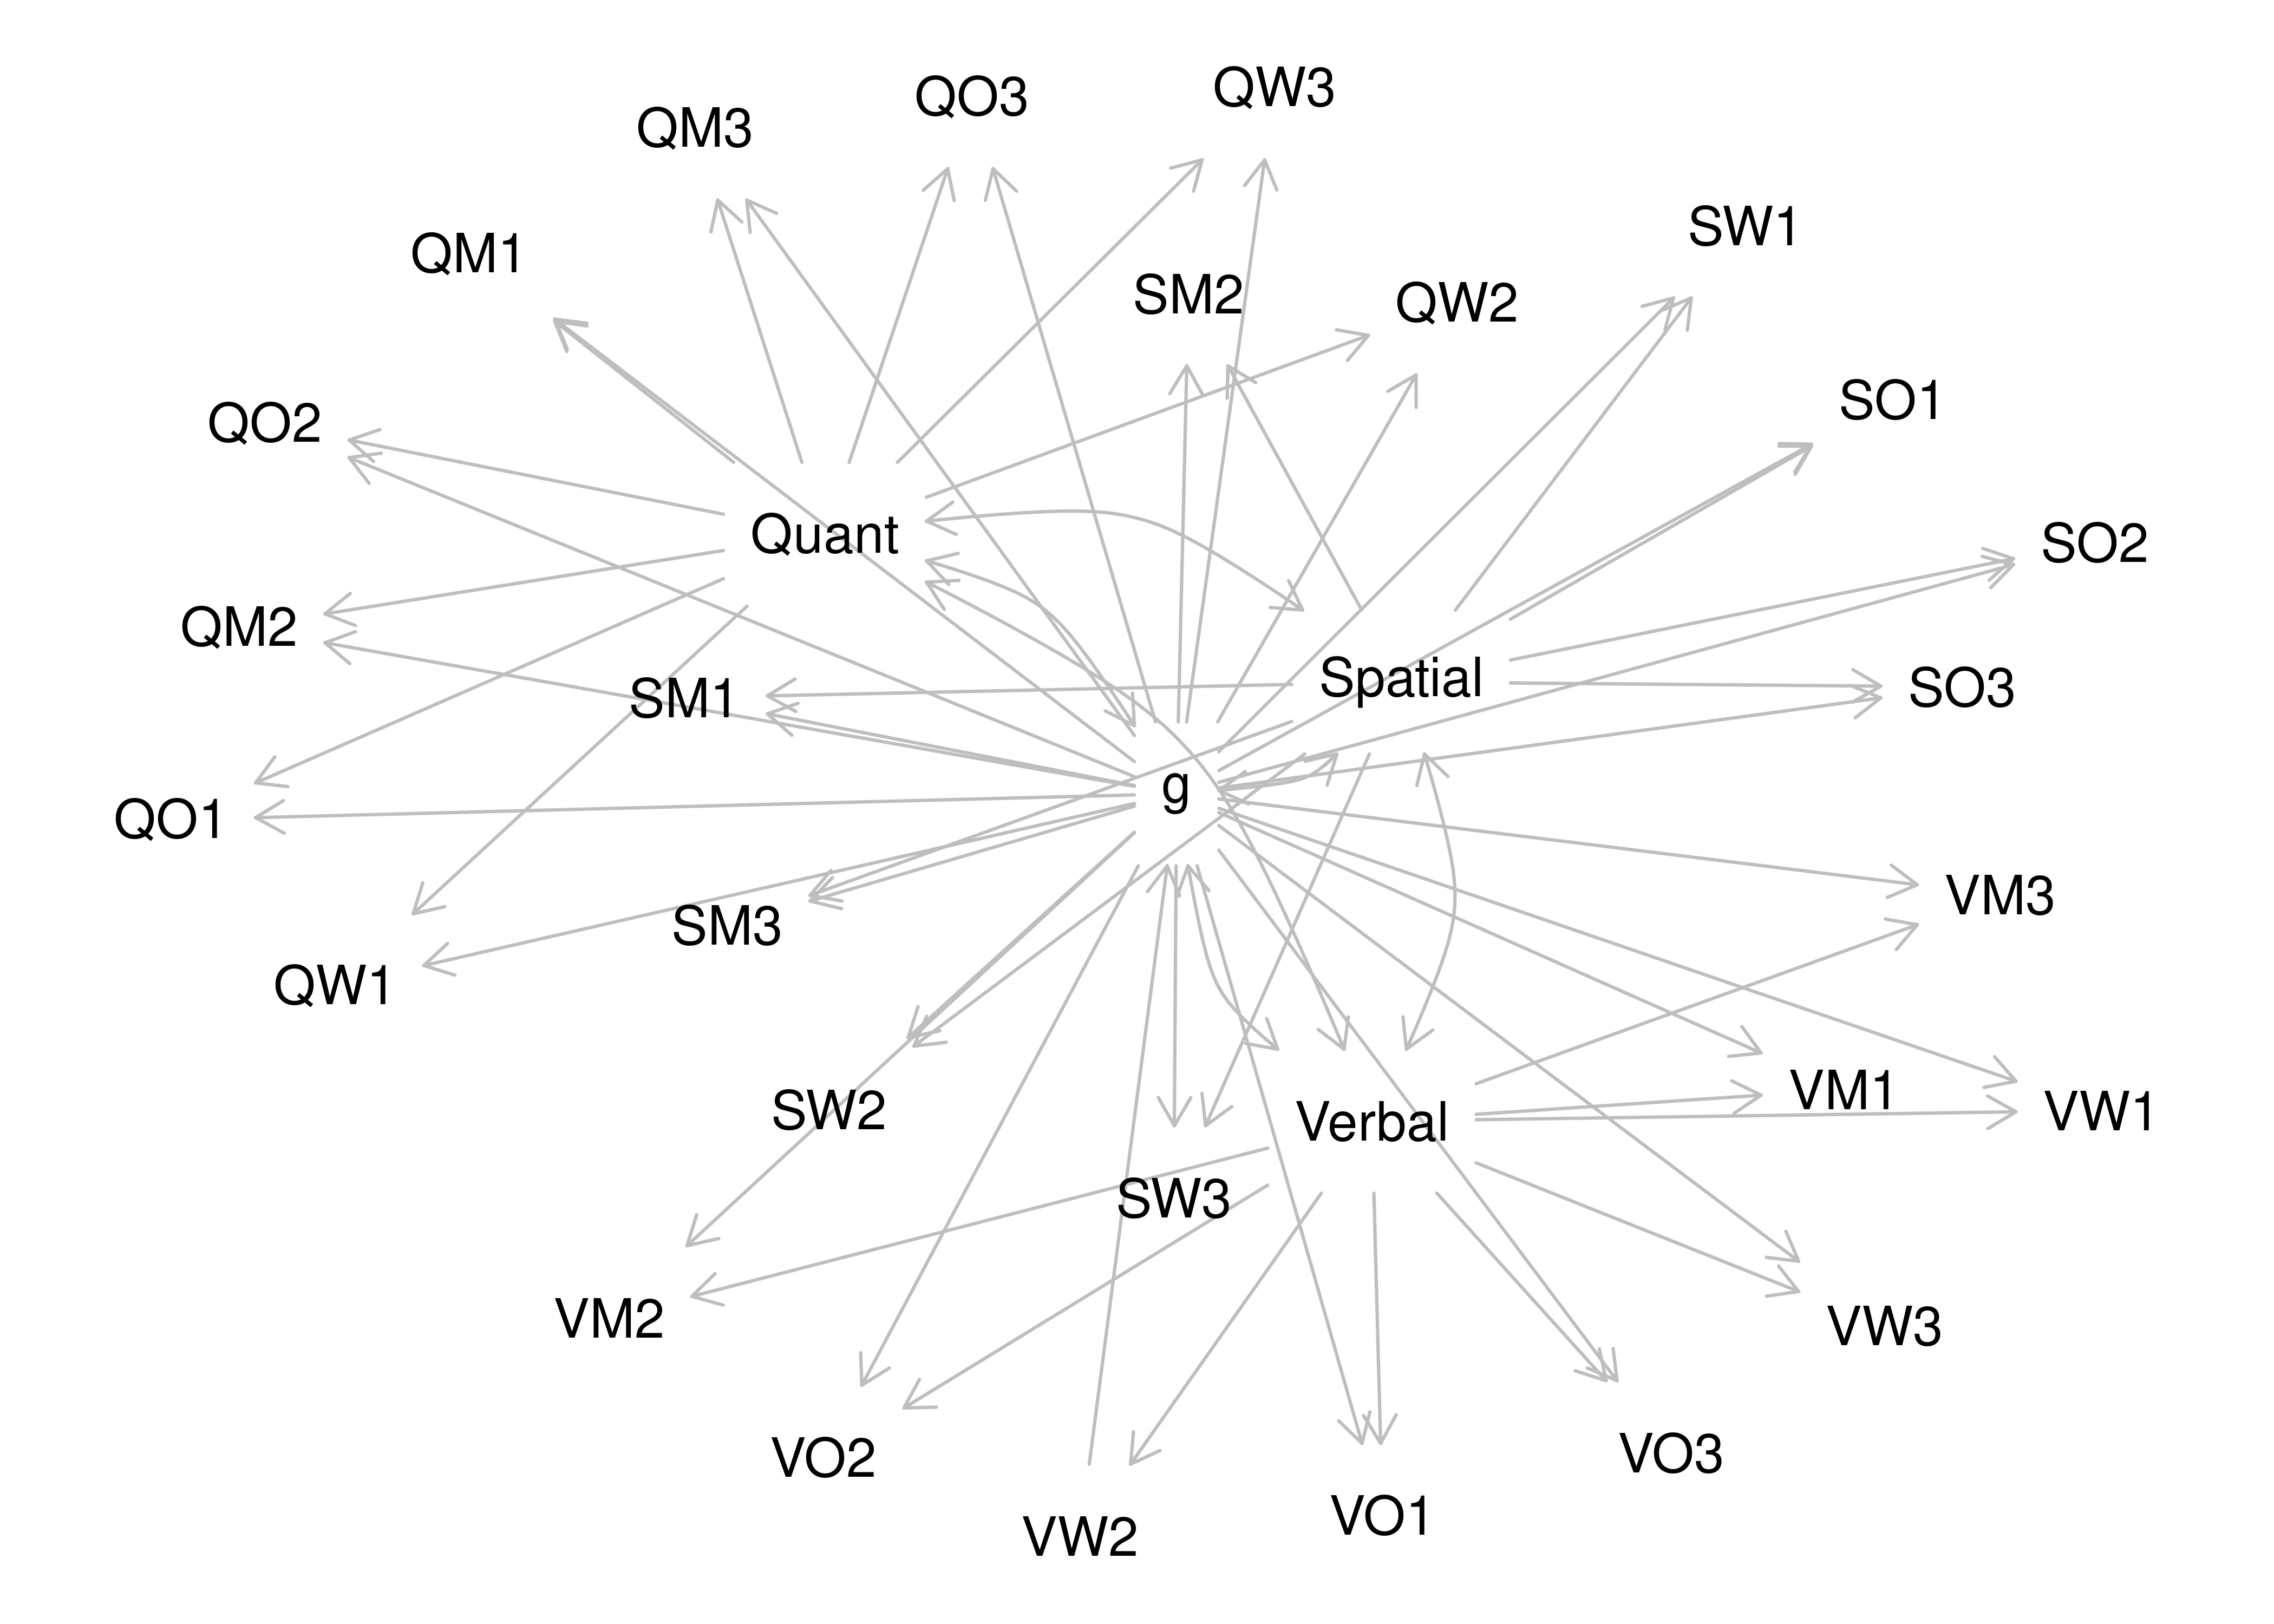 QW3
QO3
QM3
SW1
QM1
SM2
QW2
SO1
QO2
Quant
SO2
QM2
Spatial
SO3
SM1
g
QO1
VM3
SM3
QW1
VM1
SW2
VW1
Verbal
SW3
VM2
VW3
VO3
VO2
VO1
VW2